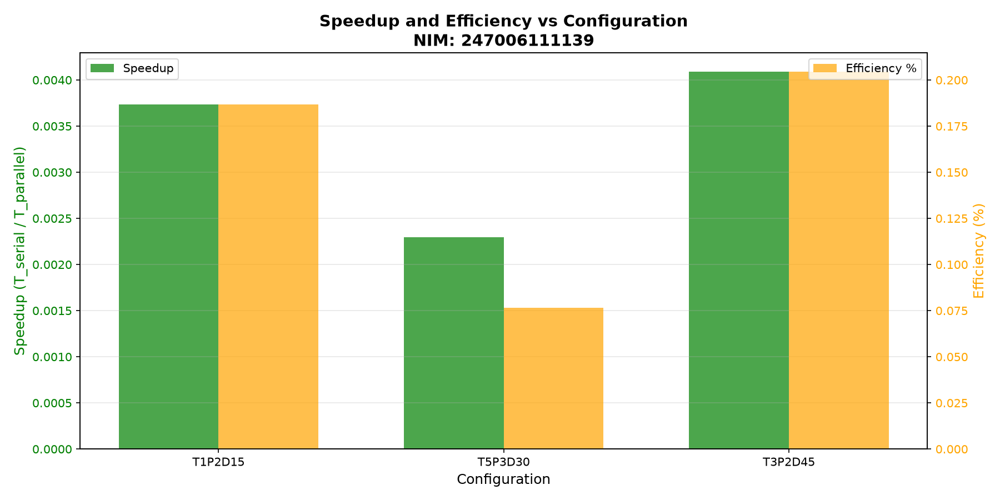 Speedup and Efficiency vs Configuration
NIM: 247006111139
Speedup
Efficiency %
0.0040
0.0035
0.0030
0.0025
0.0020
0.0015
0.0010
0.0005
0.0000
Speedup (T_serial / T_parallel)
0.200
0.175
0.150
0.125
0.100
0.075
0.050
0.025
0.000
Efficiency (%)
T1P2D15
T5P3D30
T3P2D45
Configuration